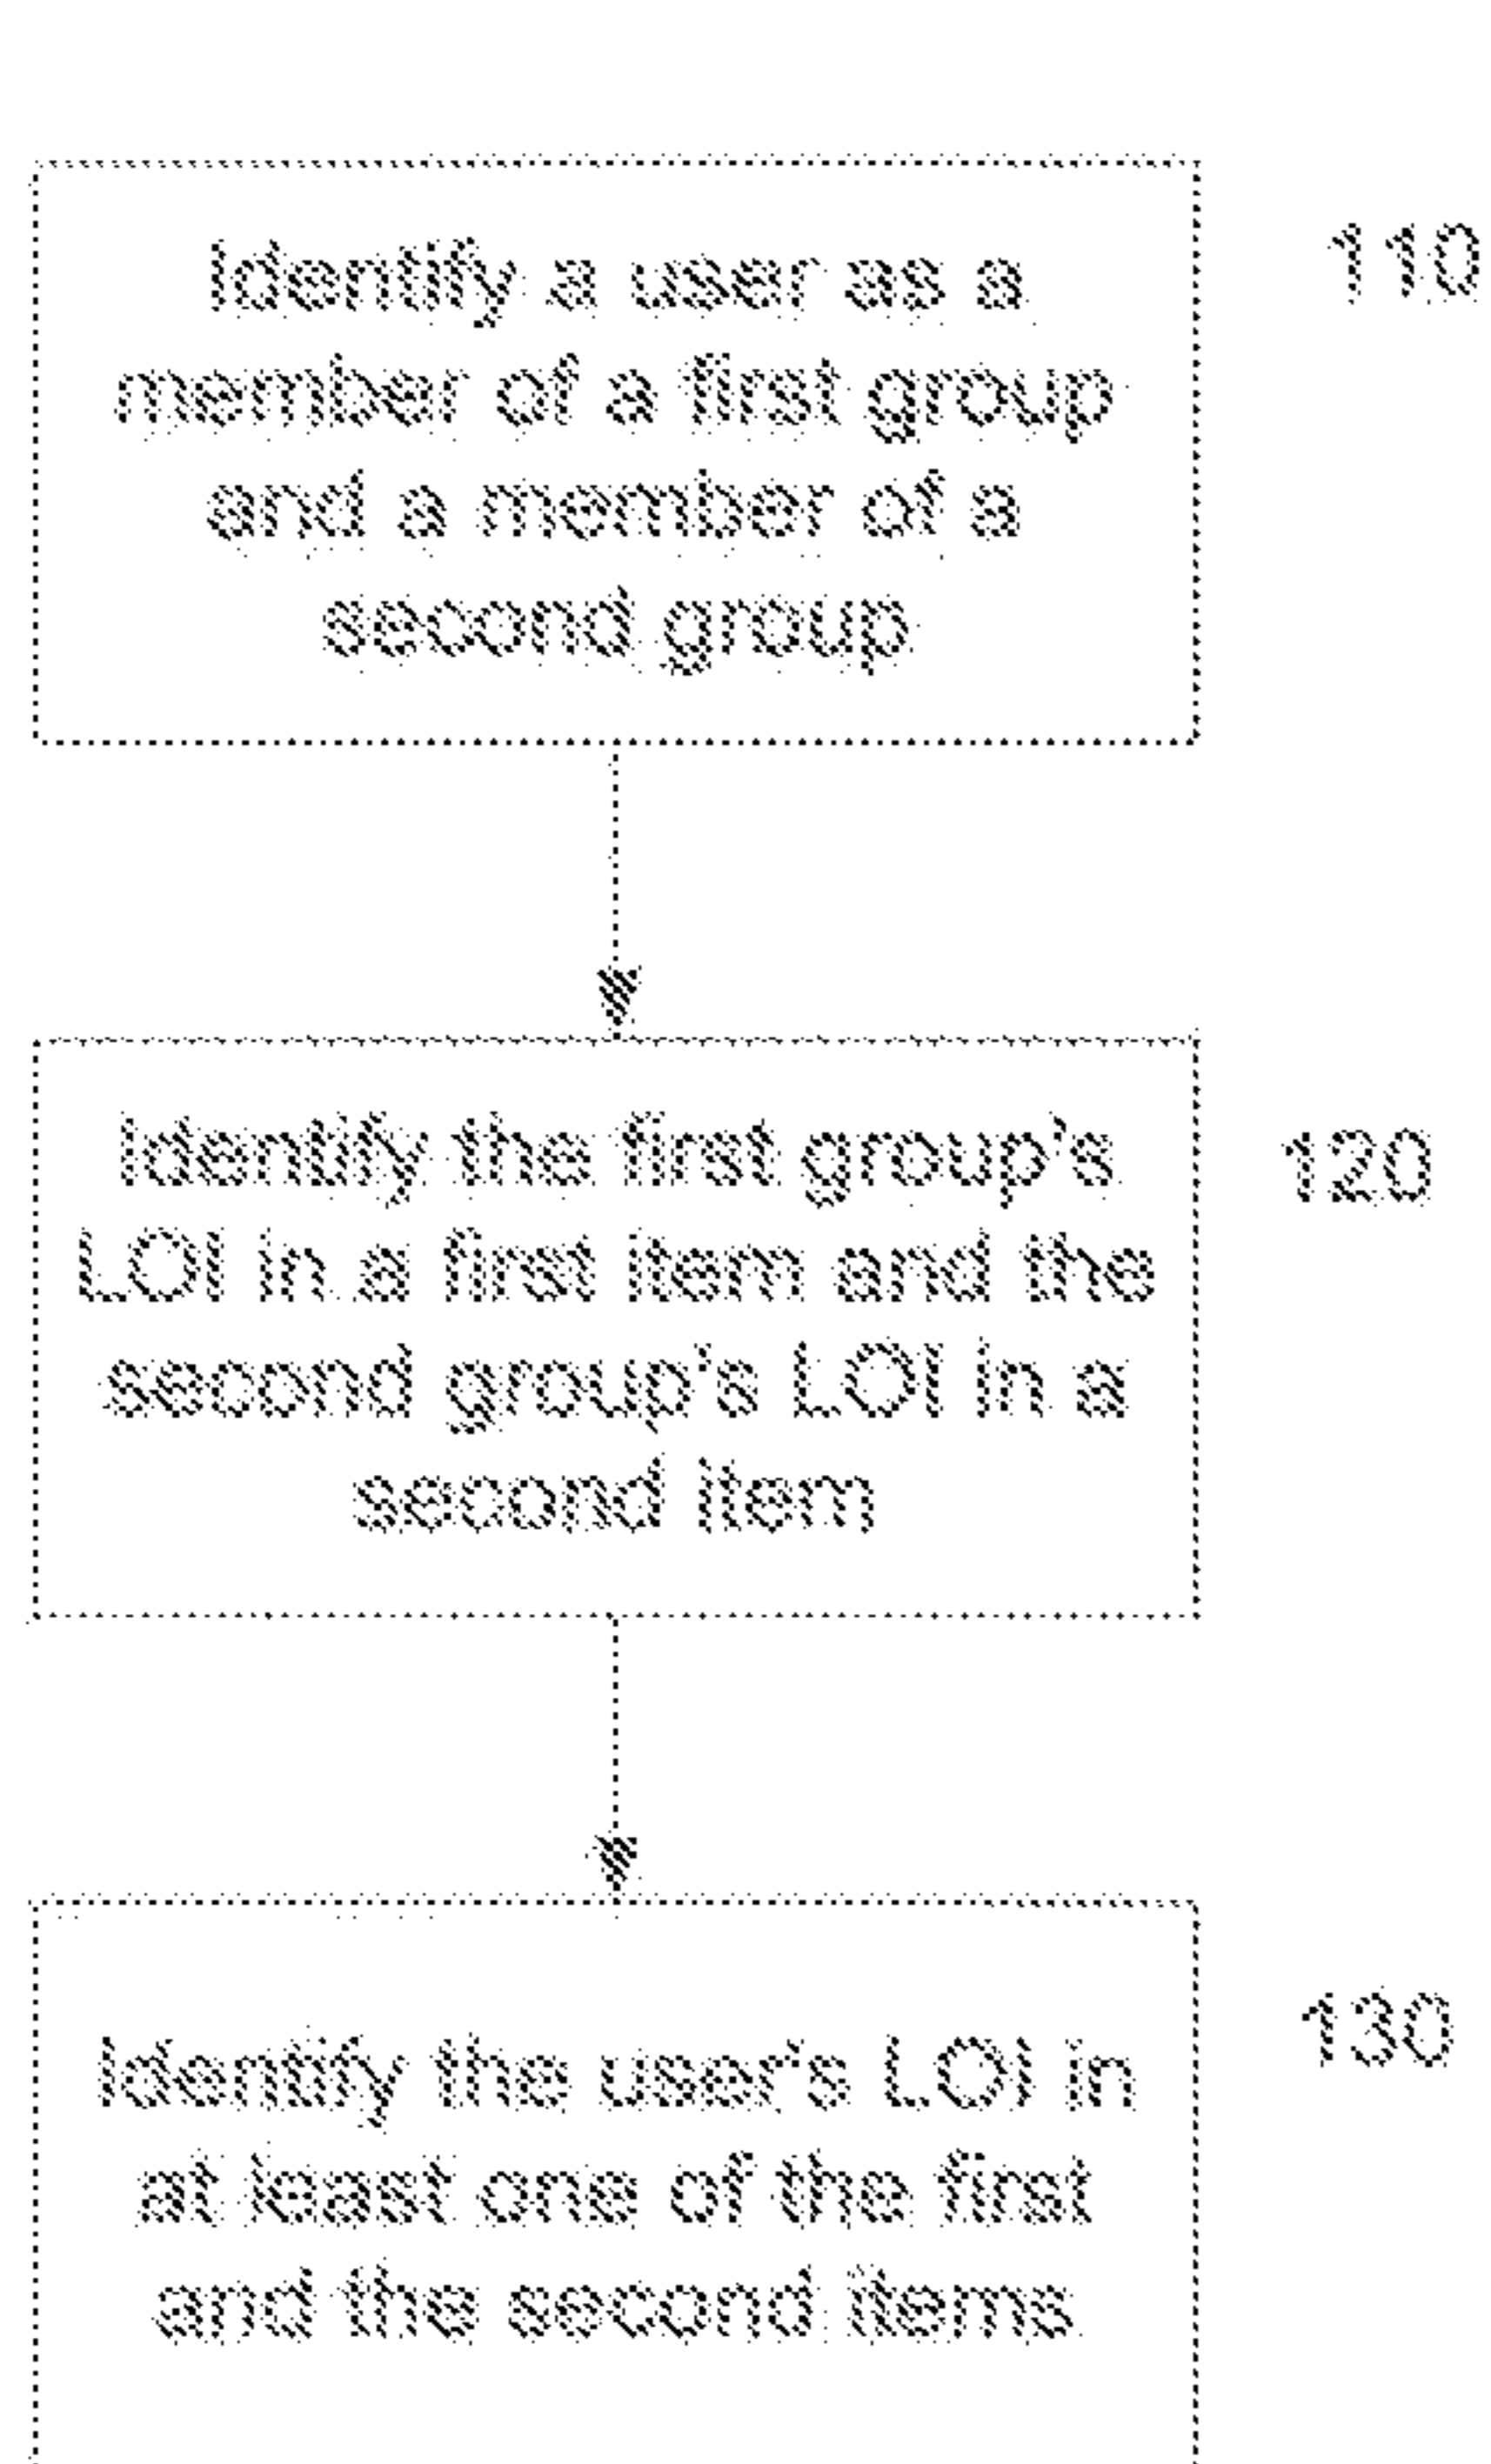 Identify a user as a
member of a first group
and a member of a
second group
110
Identify the first group's
LOI in a first item and the
second group's LOI in a
second item
120
Identify the user's LOI in
at least one of the first
and the second items
130